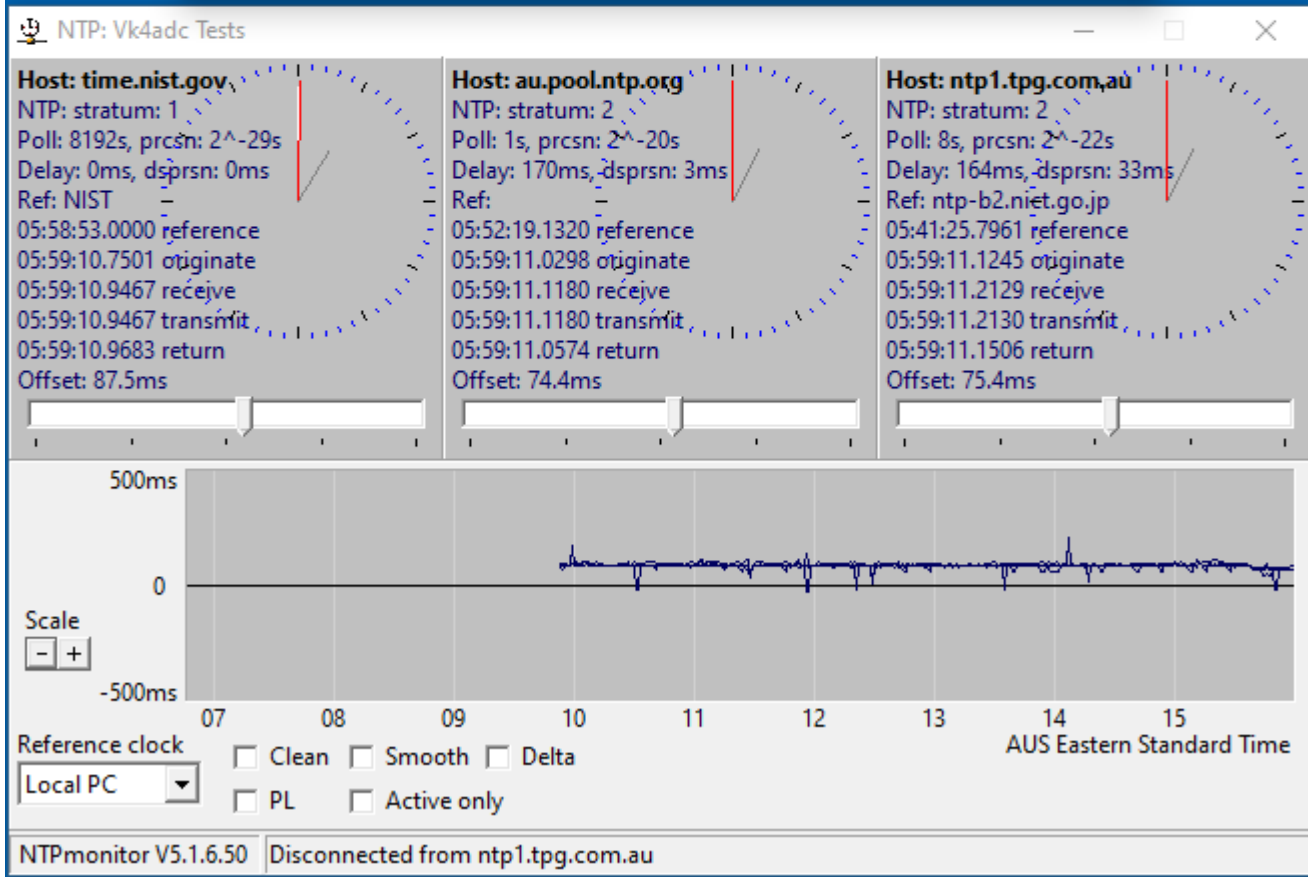 NTP: Vk4adc Tests
Host: time.nist.gov
NTP: stratum: 1
Poll: 8192s, prcsn: 2^-29s
Delay: 0ms, dsprsn: 0ms
Ref: NIST
05:58:53.0000 reference
05:59:10.7501 originate
05:59:10.9467 receive
05:59:10.9467 transmit
05:59:10.9683 return
Offset: 87.5ms
Host: au.pool.ntp.org
NTP: stratum: 2
Poll: 1s, prcsn: 2^-20s
Delay: 170ms, dsprsn: 3ms
Ref:
05:52:19.1320 reference
05:59:11.0298 originate
05:59:11.1180 receive
05:59:11.1180 transmit
05:59:11.0574 return
Offset: 74.4ms
Host: ntp1.tpg.com.au
NTP: stratum: 2
Poll: 8s, prcsn: 2^-22s
Delay: 164ms, dsprsn: 33ms
Ref: ntp-b2.nict.go.jp
05:41:25.7961 reference
05:59:11.1245 originate
05:59:11.2129 receive
05:59:11.2130 transmit
05:59:11.1506 return
Offset: 75.4ms
500ms
0
Scale
- +
-500ms
07 08 09 10 11 12 13 14 15
AUS Eastern Standard Time
Reference clock
Local PC
Clean Smooth Delta
PL Active only
NTPmonitor V5.1.6.50 Disconnected from ntp1.tpg.com.au